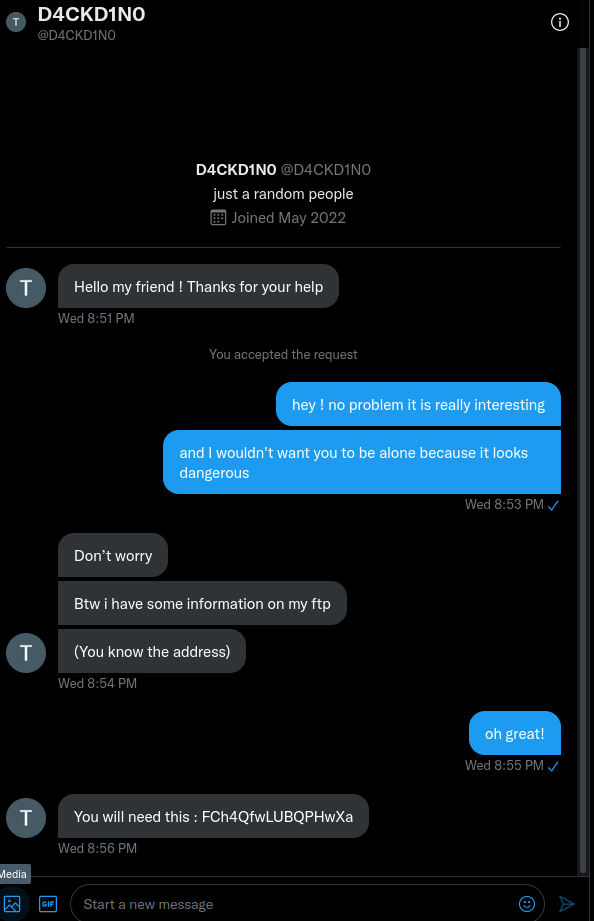 T
D4CKD1N0
@D4CKD1N0
D4CKD1N0 @D4CKD1N0
just a random people
Joined May 2022
Hello my friend ! Thanks for your help
T
Wed 8:51 PM
You accepted the request
hey ! no problem it is really interesting
and I wouldn't want you to be alone because it looks
dangerous
Wed 8:53 PM
Don't worry
Btw i have some information on my ftp
(You know the address)
T
Wed 8:54 PM
oh great!
Wed 8:55 PM
You will need this : FCh4QfwLUBQPHwXa
T
Wed 8:56 PM
Media
GIF
Start a new message